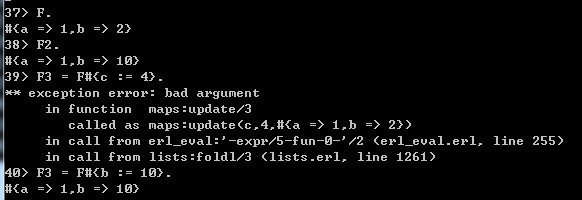 37> F.
#{a => 1,b => 2}
38> F2.
#{a => 1,b => 10}
39> F3 = F#{c := 4}.
** exception error: bad argument
in function maps:update/3
called as maps:update(c,4,#{a => 1,b => 2})
in call from erl_eval:'-expr/5-fun-0-'/2 (erl_eval.erl, line 255)
in call from lists:foldl/3 (lists.erl, line 1261)
40> F3 = F#{b := 10}.
#{a => 1,b => 10}